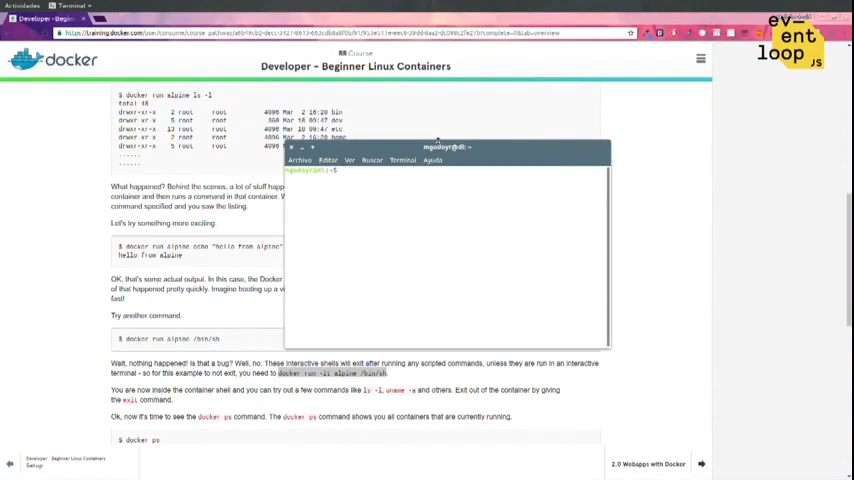 Actividades
Terminal
Developer - Begin
ev_
ent
loop
JS
docker
Course
Developer – Beginner Linux Containers
$ docker run alpine ls -l
total 48
drwxr-xr-x 2 root root 4096 Mar 2 16:20 bin
drwxr-xr-x 5 root root 360 Mar 18 09:47 dev
drwxr-xr-x 13 root root 4096 Mar 18 09:47 etc
drwxr-xr-x 2 root root 4096 Mar 2 16:20 home
drwxr-xr-x 5 root root 4096 Mar 2
......
......
mgodoyr@dl: ~
Archivo Editar Ver Buscar Terminal Ayuda
mgodoyr@dl:~$
What happened? Behind the scenes, a lot of stuff happ
container and then runs a command in that container. W
command specified and you saw the listing.
Let's try something more exciting.
$ docker run alpine echo "hello from alpine"
hello from alpine
OK, that's some actual output. In this case, the Docker
of that happened pretty quickly. Imagine booting up a vi
fast!
Try another command.
$ docker run alpine /bin/sh
Wait, nothing happened! Is that a bug? Well, no. These interactive shells will exit after running any scripted commands, unless they are run in an interactive
terminal - so for this example to not exit, you need to docker run -it alpine /bin/sh.
You are now inside the container shell and you can try out a few commands like ls -l, uname -a and others. Exit out of the container by giving
the exit command.
Ok, now it's time to see the docker ps command. The docker ps command shows you all containers that are currently running.
$ docker ps
Developer - Beginner Linux Containers
Setup
2.0 Webapps with Docker